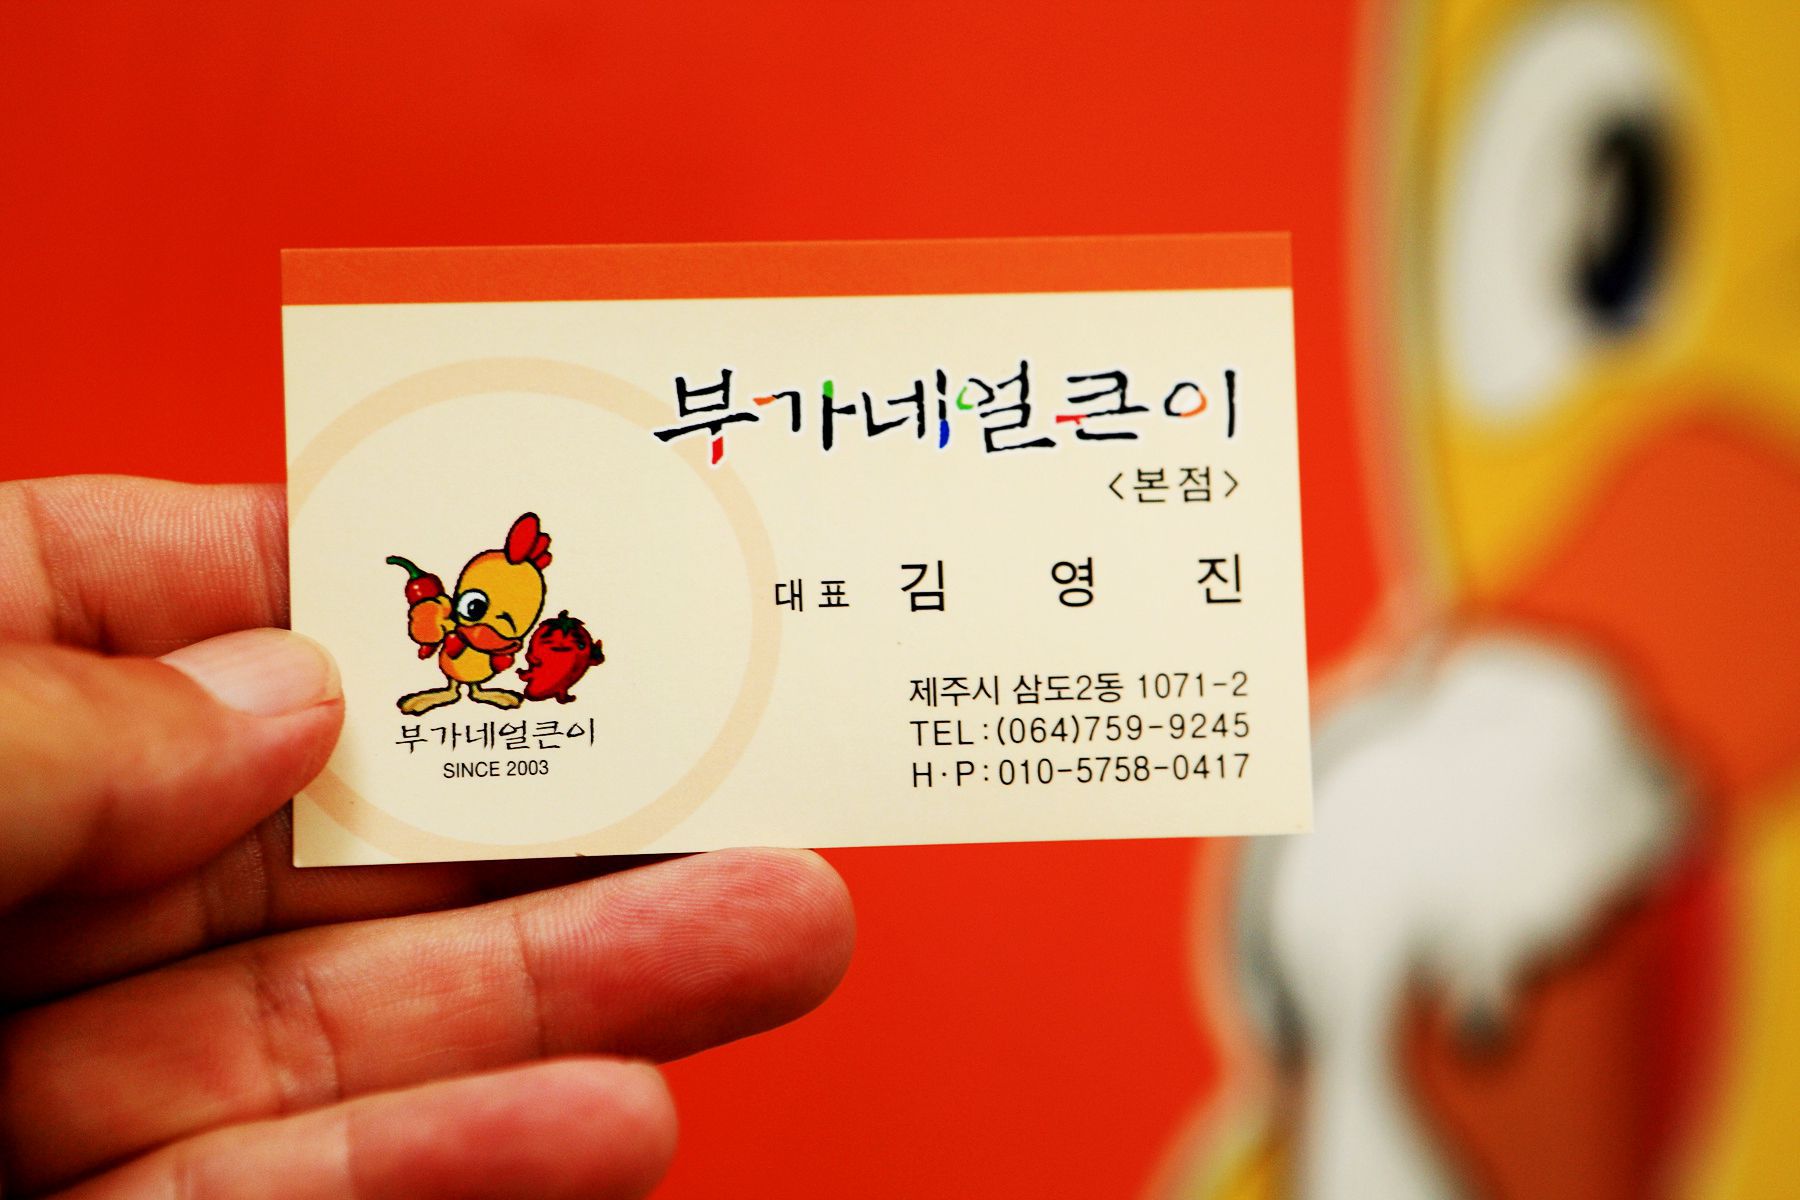 부가네얼큰이
<본점>
대표 김 영 진
제주시 삼도2동 1071-2
TEL:(064)759-9245
H·P:010-5758-0417
부가네얼큰이
SINCE 2003